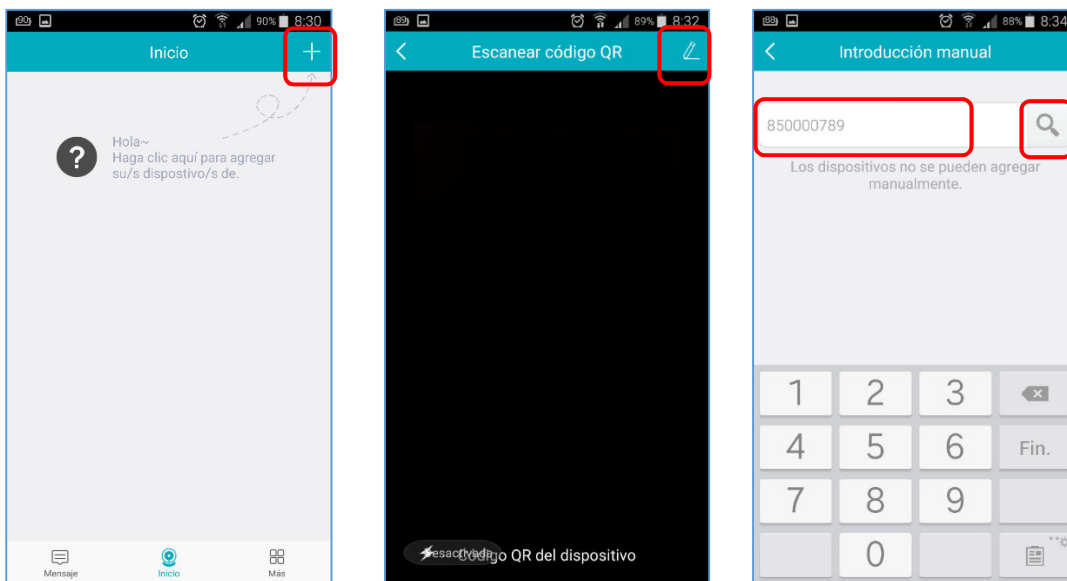 90%
8:30
Inicio
Hola~
Haga clic aquí para agregar
su/s dispostivo/s de.
Mensaje
Inicio
Más
89%
8:32
Escanear código QR
Código QR del dispositivo
88%
8:34
Introducción manual
850000789
Los dispositivos no se pueden agregar
manualmente.
1 2 3
4 5 6 Fin.
7 8 9
0